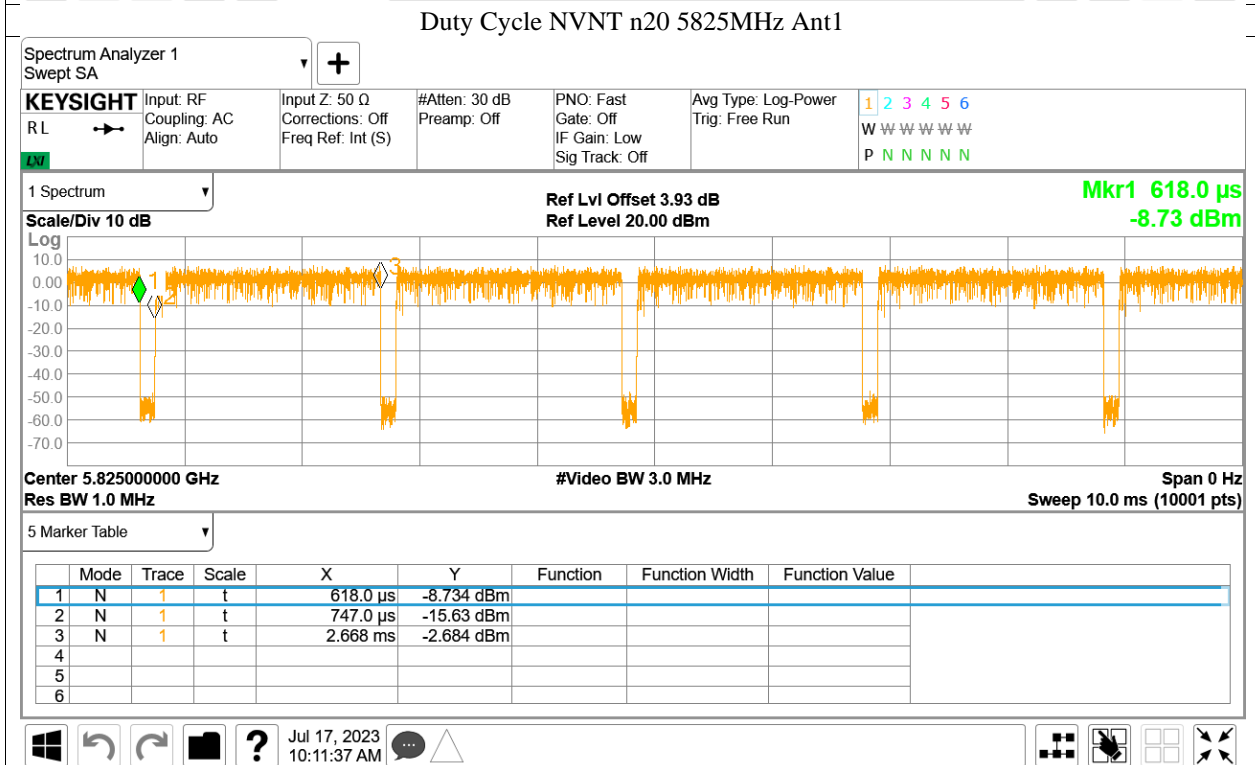 Duty Cycle NVNT n20 5825MHz Ant1
Spectrum Analyzer 1
Swept SA
+
KEYSIGHT Input: RF Input Z: 50 Ω #Atten: 30 dB PNO: Fast Avg Type: Log-Power 1 2 3 4 5 6
RL Coupling: AC Corrections: Off Preamp: Off Gate: Off Trig: Free Run W W W W W W
Align: Auto Freq Ref: Int (S) IF Gain: Low P N N N N N
LXI Sig Track: Off
1 Spectrum Mkr1 618.0 µs
Ref Lvl Offset 3.93 dB
Scale/Div 10 dB Ref Level 20.00 dBm -8.73 dBm
Log
10.0
0.00
-10.0
-20.0
-30.0
-40.0
-50.0
-60.0
-70.0
1
2
3
Center 5.825000000 GHz #Video BW 3.0 MHz Span 0 Hz
Res BW 1.0 MHz Sweep 10.0 ms (10001 pts)
5 Marker Table
Mode Trace Scale X Y Function Function Width Function Value
1 N 1 t 618.0 µs -8.734 dBm
2 N 1 t 747.0 µs -15.63 dBm
3 N 1 t 2.668 ms -2.684 dBm
4
5
6
? Jul 17, 2023
10:11:37 AM